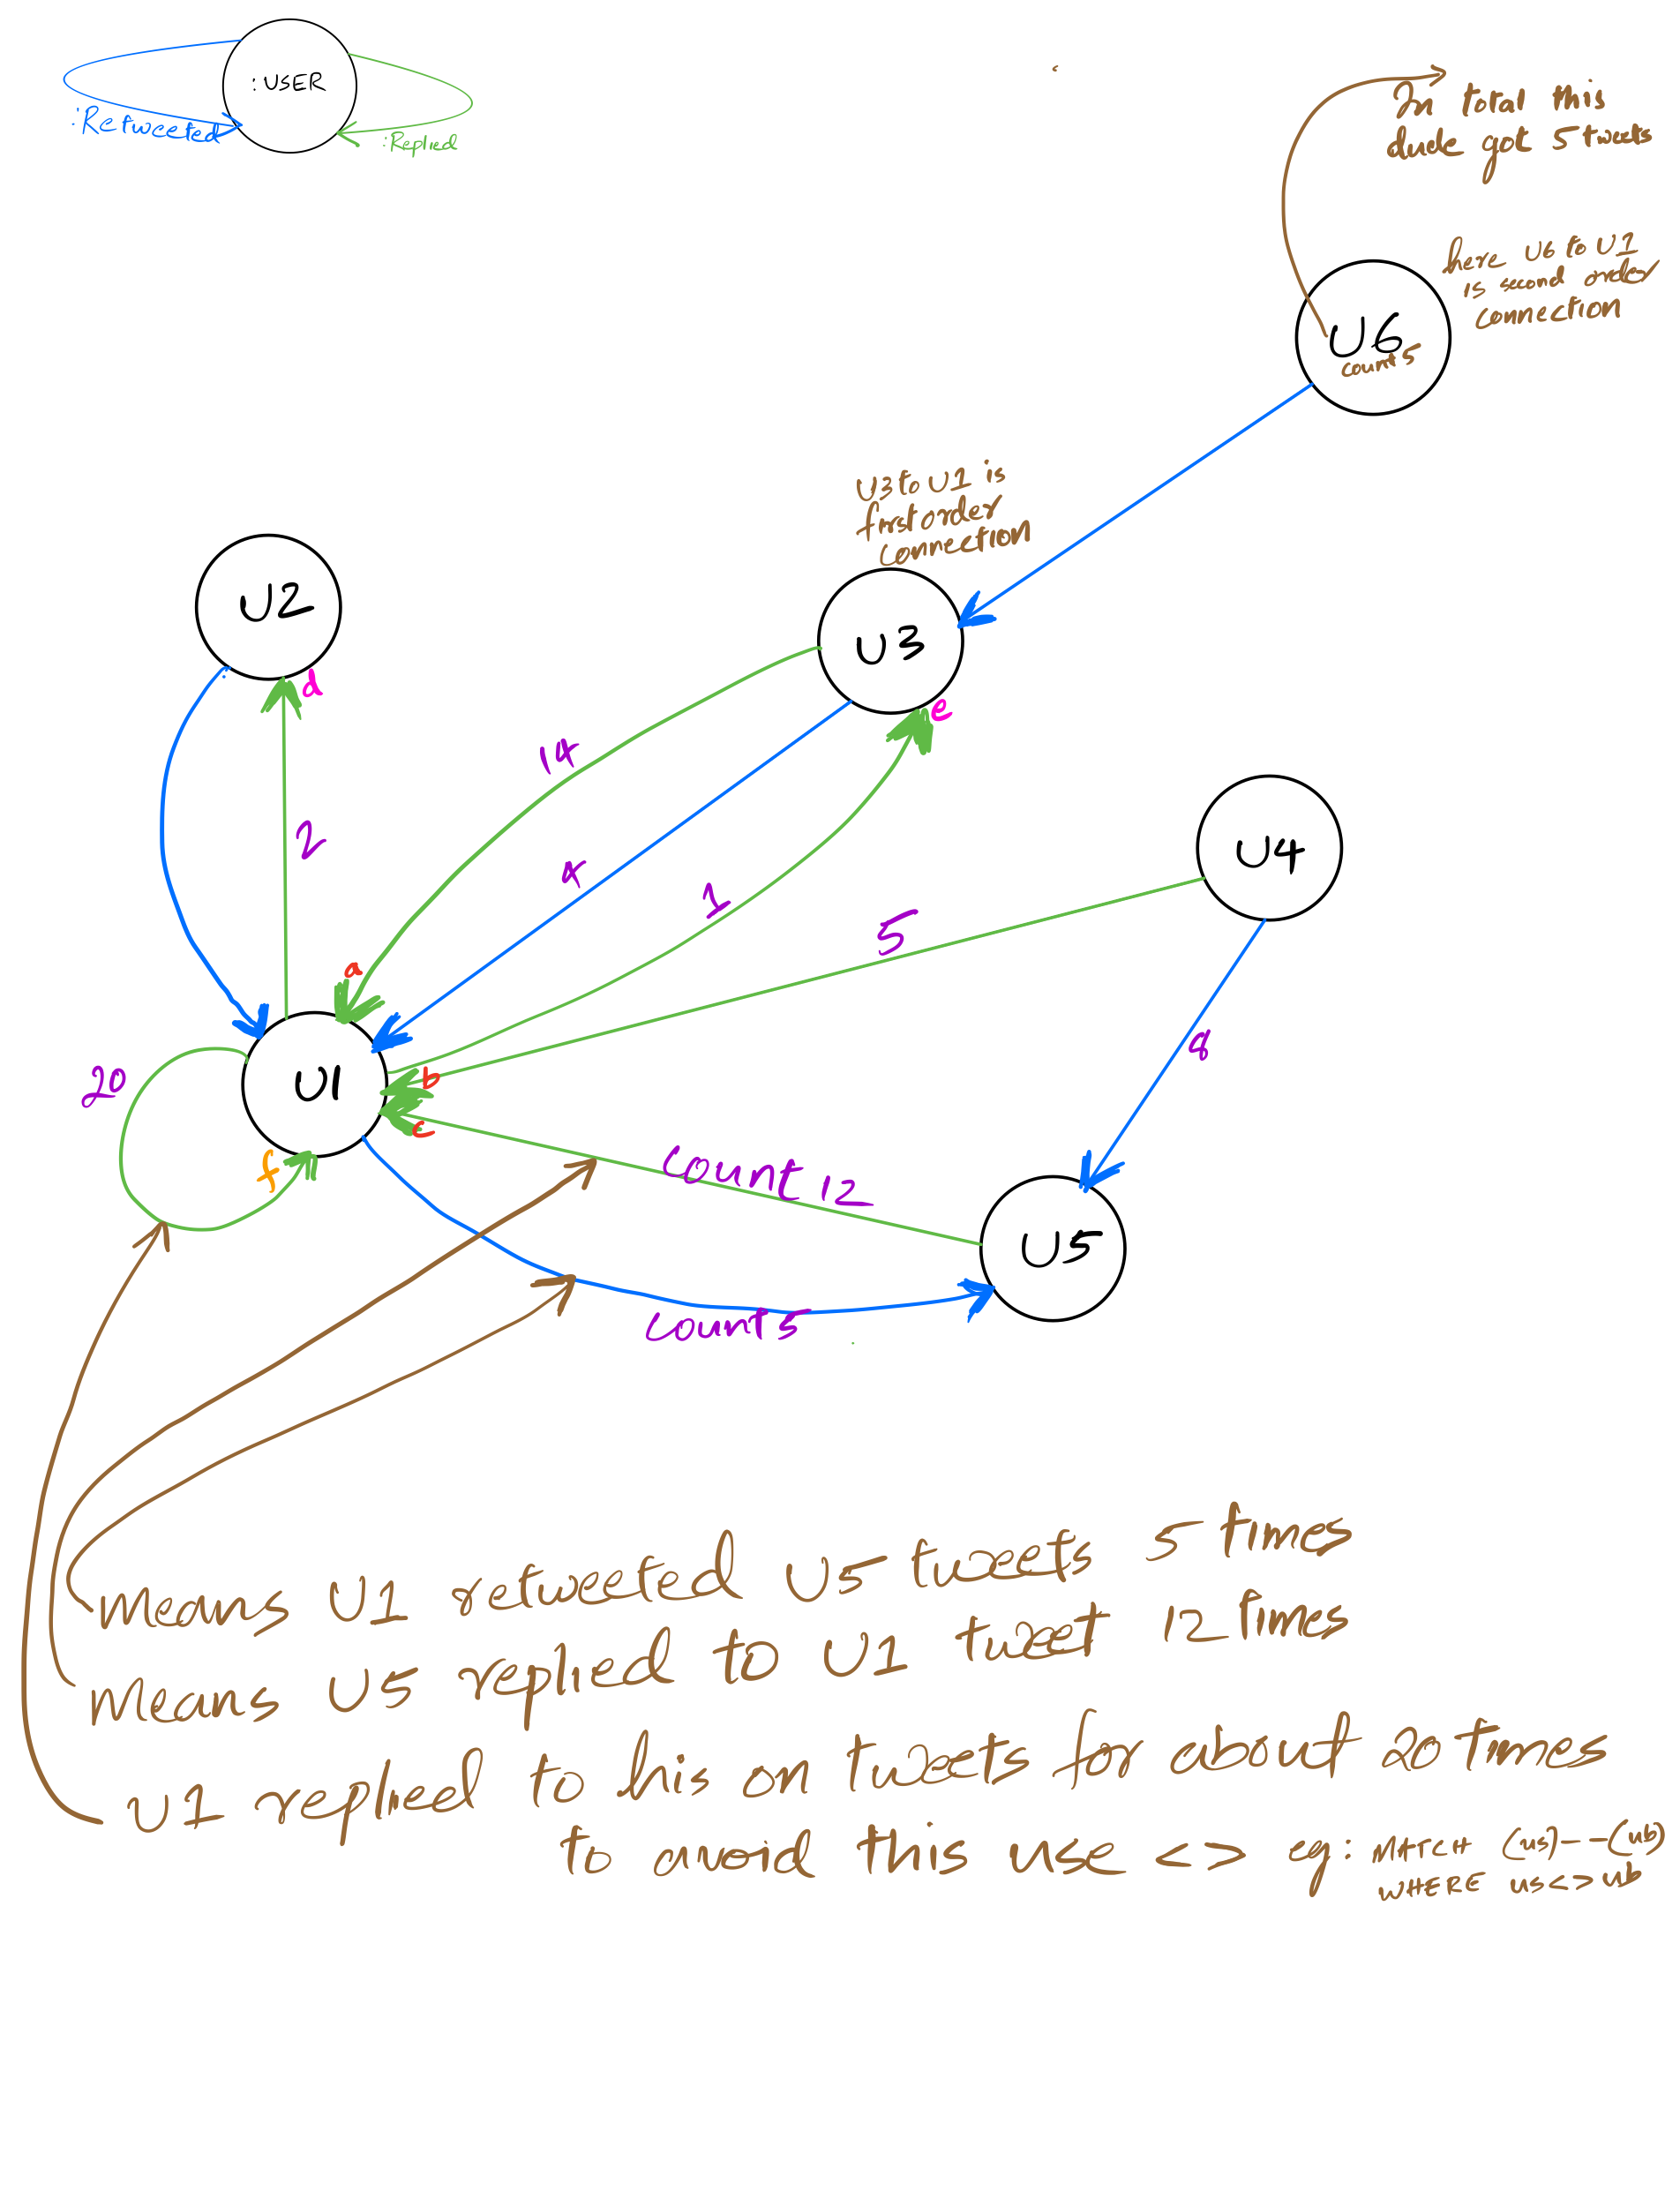 :USER
:Retweeted
:Replied
In total this
dude got 5 tweets
here U6 to U1
is second order
connection
U6
count 5
U3 to U1 is
first order
connection
U2
d
U3
e
14
4
2
1
U4
5
a
20
U1
b
c
f
4
count 12
U5
count 5
means U1 retweeted U5 tweets 5 times
means U5 replied to U1 tweet 12 times
U1 replied to his on tweets for about 20 times
to avoid this use <> eg: MATCH (us)--(ub)
WHERE us<>ub